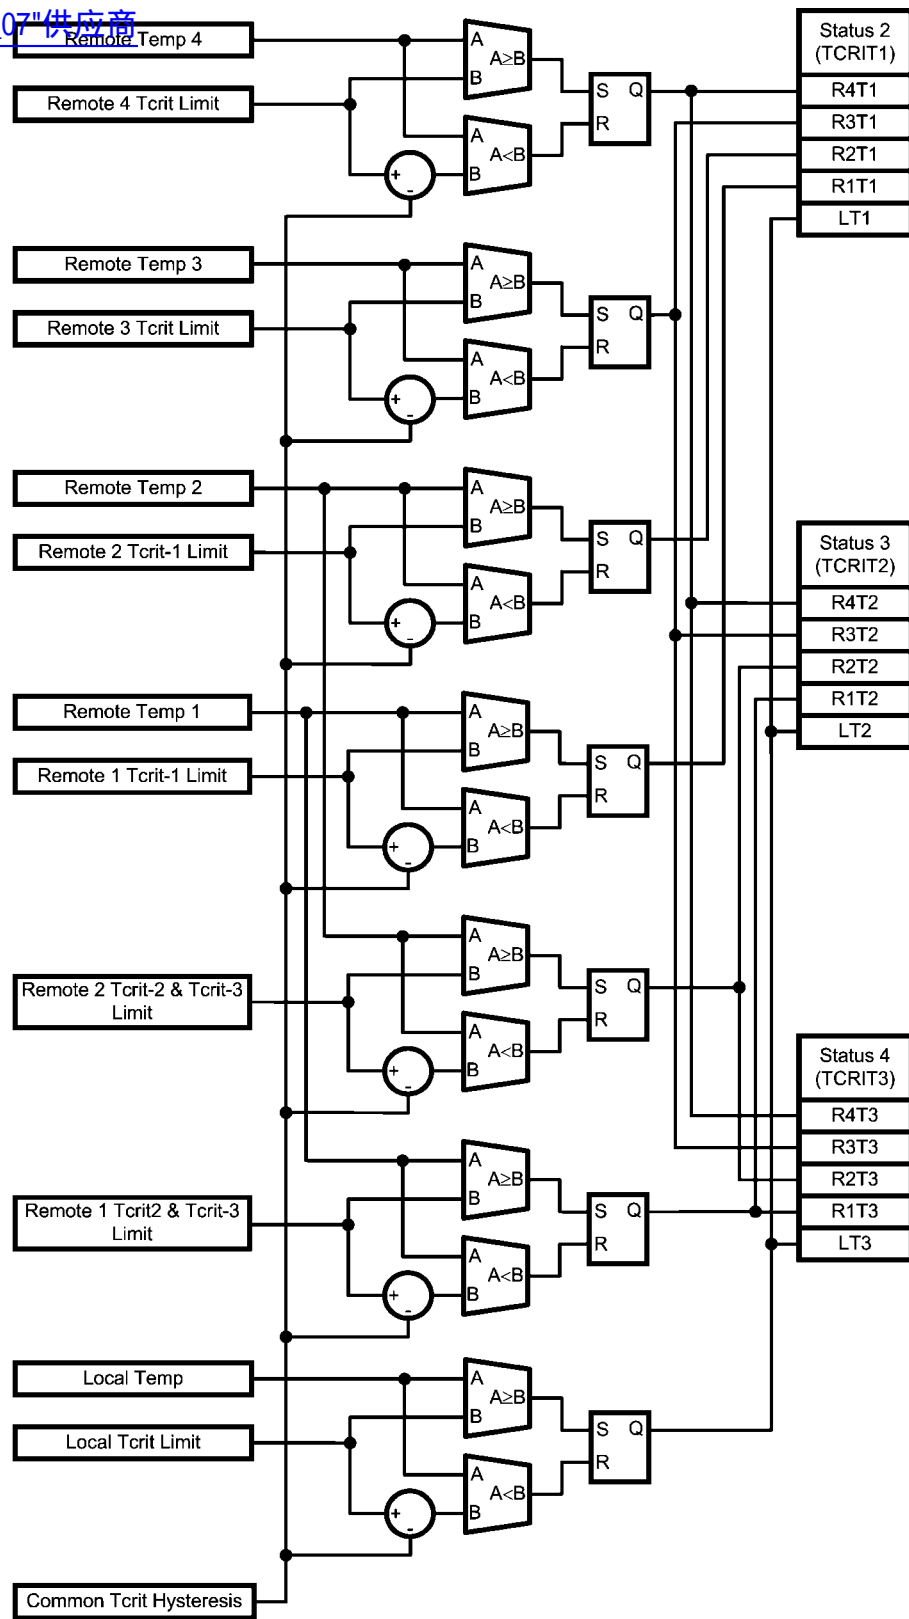 07"供应商
Remote Temp 4
Remote 4 Tcrit Limit
A
B
A≥B
A
B
A<B
+
-
S
R
Q
Status 2
(TCRIT1)
R4T1
R3T1
R2T1
R1T1
LT1
Remote Temp 3
Remote 3 Tcrit Limit
A
B
A≥B
A
B
A<B
+
-
S
R
Q
Remote Temp 2
Remote 2 Tcrit-1 Limit
A
B
A≥B
A
B
A<B
+
-
S
R
Q
Status 3
(TCRIT2)
R4T2
R3T2
R2T2
R1T2
LT2
Remote Temp 1
Remote 1 Tcrit-1 Limit
A
B
A≥B
A
B
A<B
+
-
S
R
Q
Remote 2 Tcrit-2 & Tcrit-3
Limit
A
B
A≥B
A
B
A<B
+
-
S
R
Q
Status 4
(TCRIT3)
R4T3
R3T3
R2T3
R1T3
LT3
Remote 1 Tcrit2 & Tcrit-3
Limit
A
B
A≥B
A
B
A<B
+
-
S
R
Q
Local Temp
Local Tcrit Limit
A
B
A≥B
A
B
A<B
+
-
S
R
Q
Common Tcrit Hysteresis